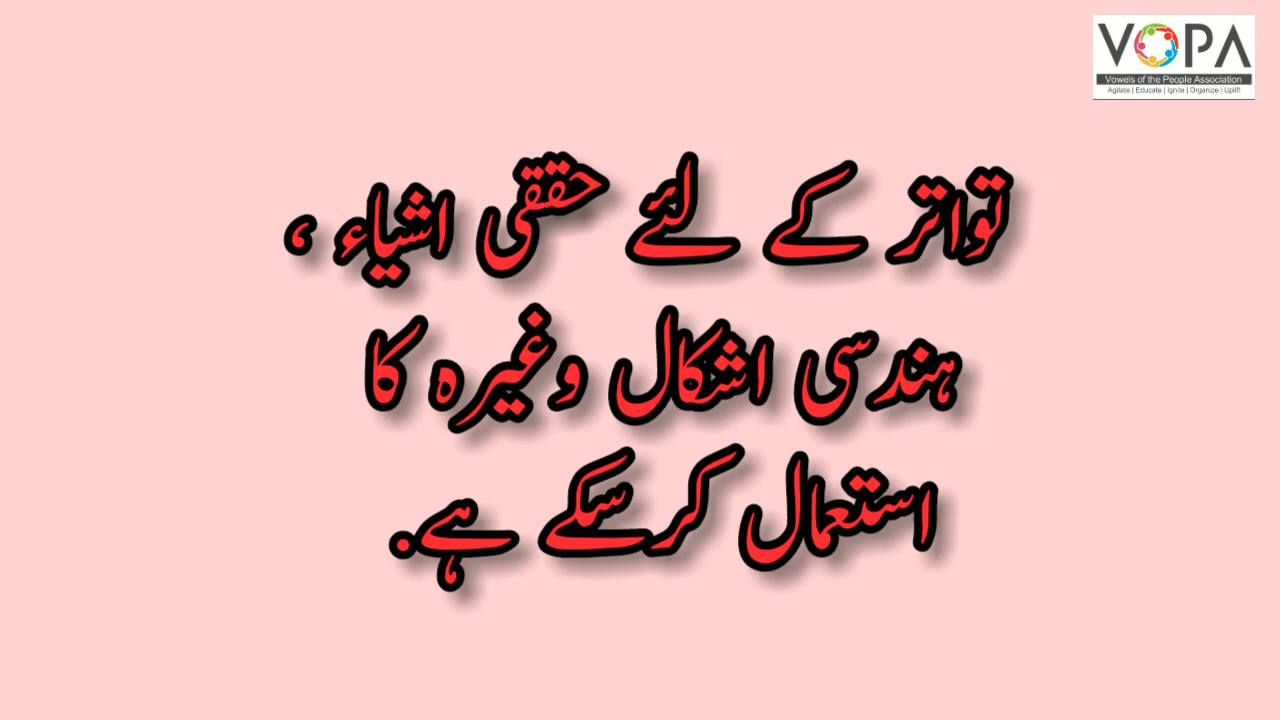 VOPA
Vowels of the People Association
Agitate | Educate | Ignite | Organize | Uplift
تواتر کے لئے حققی اشیاء ،
ہندسی اشکال وغیرہ کا
استعمال کرسکے ہے.